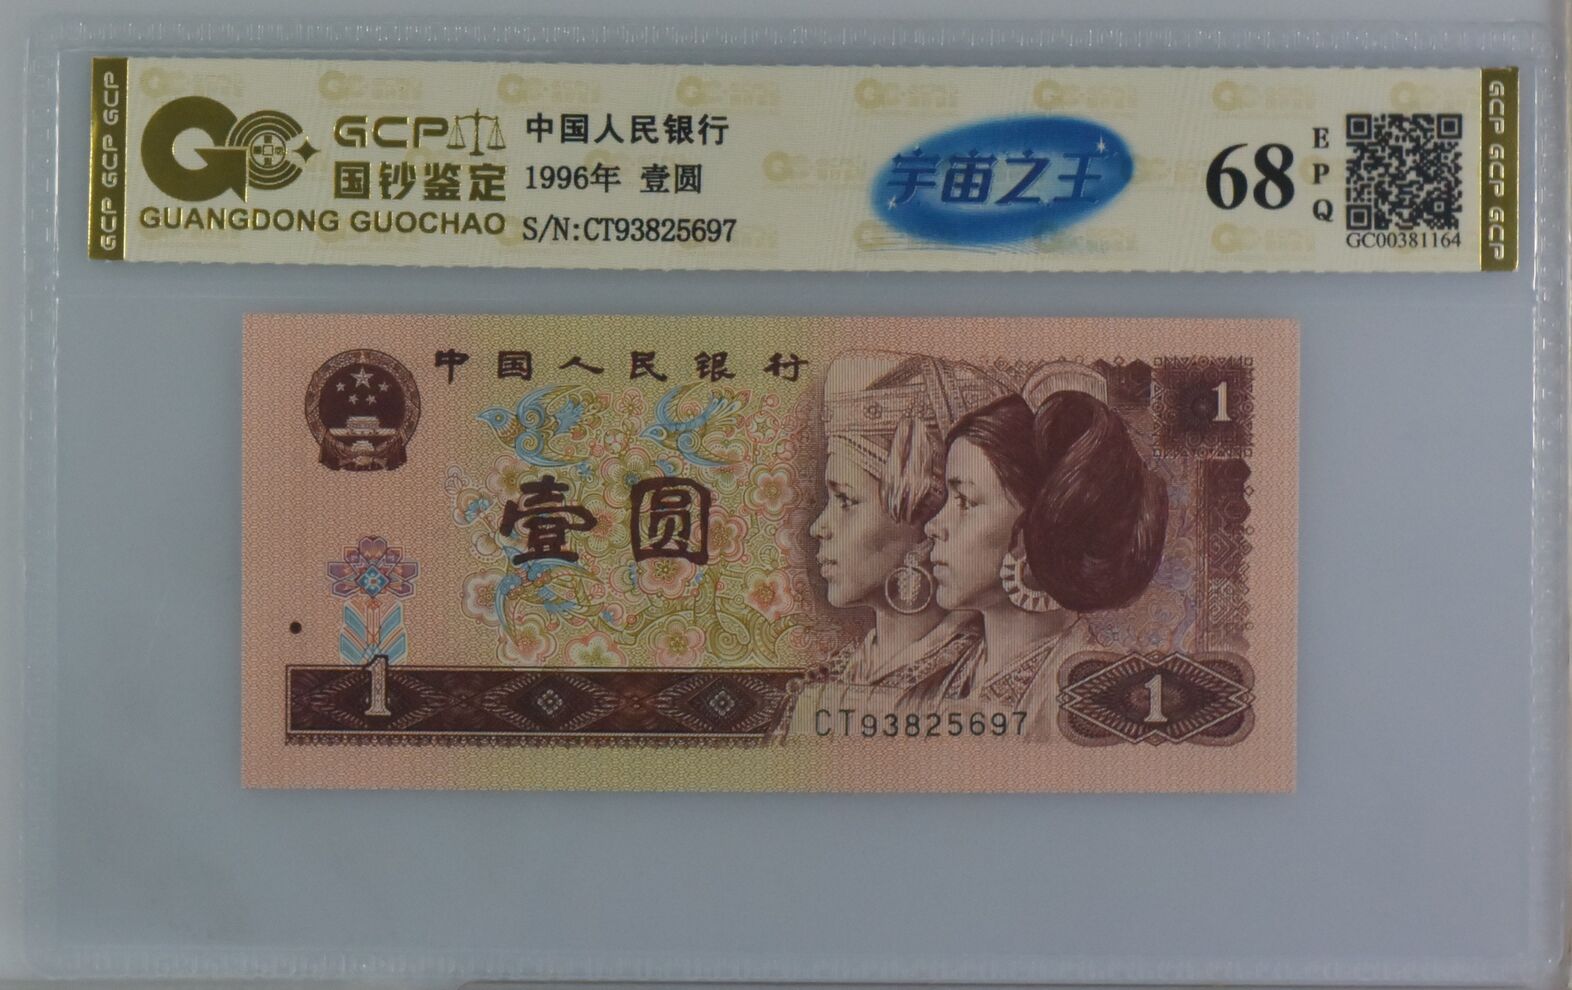 GCP GCP GCP
GCP
国钞鉴定
GUANGDONG GUOCHAO
中国人民银行
1996年 壹圆
S/N:CT93825697
宇宙之王
68
EPQ
GC00381164
GCP GCP GCP
中国人民银行
1
壹圆
1
CT93825697
1